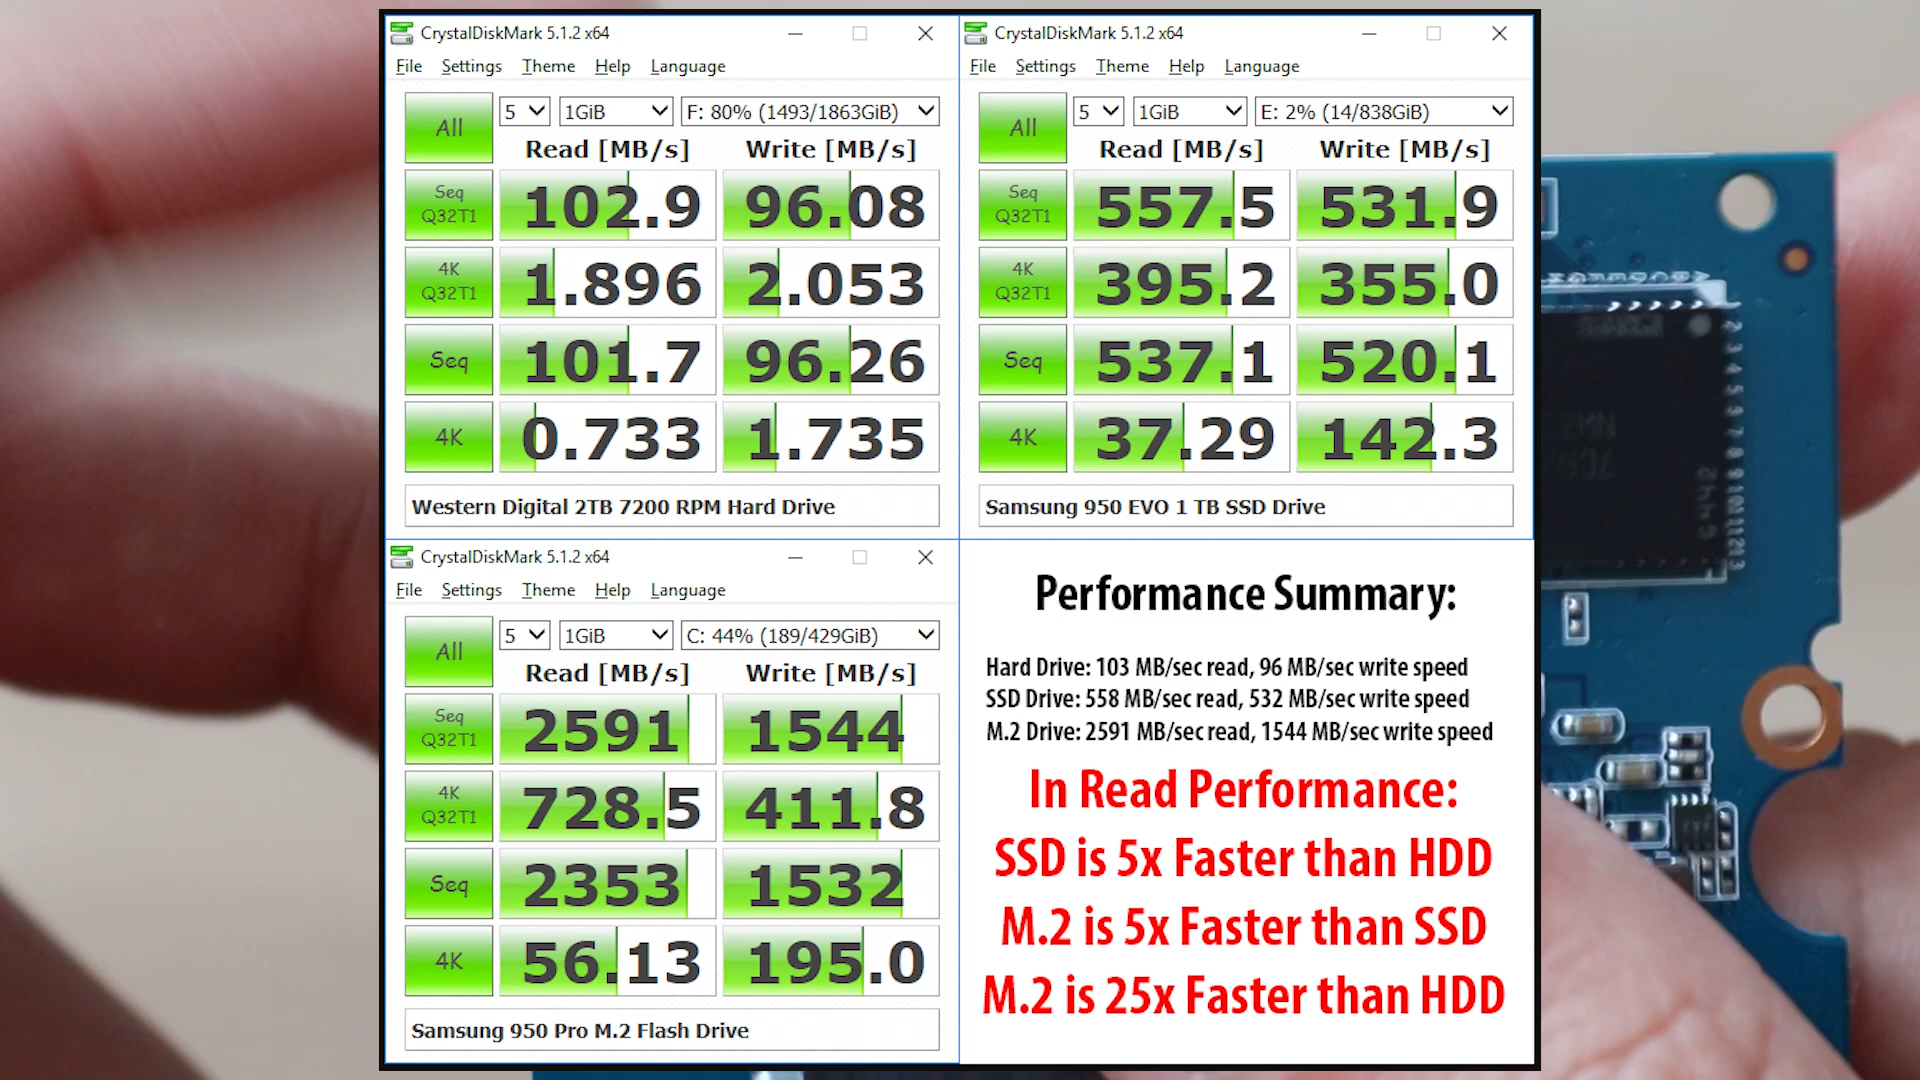 CrystalDiskMark 5.1.2 x64
File Settings Theme Help Language
All 5 1GiB F: 80% (1493/1863GiB)
Read [MB/s] Write [MB/s]
Seq Q32T1 102.9 96.08
4K Q32T1 1.896 2.053
Seq 101.7 96.26
4K 0.733 1.735
Western Digital 2TB 7200 RPM Hard Drive
CrystalDiskMark 5.1.2 x64
File Settings Theme Help Language
All 5 1GiB E: 2% (14/838GiB)
Read [MB/s] Write [MB/s]
Seq Q32T1 557.5 531.9
4K Q32T1 395.2 355.0
Seq 537.1 520.1
4K 37.29 142.3
Samsung 950 EVO 1 TB SSD Drive
CrystalDiskMark 5.1.2 x64
File Settings Theme Help Language
All 5 1GiB C: 44% (189/429GiB)
Read [MB/s] Write [MB/s]
Seq Q32T1 2591 1544
4K Q32T1 728.5 411.8
Seq 2353 1532
4K 56.13 195.0
Samsung 950 Pro M.2 Flash Drive
Performance Summary:
Hard Drive: 103 MB/sec read, 96 MB/sec write speed
SSD Drive: 558 MB/sec read, 532 MB/sec write speed
M.2 Drive: 2591 MB/sec read, 1544 MB/sec write speed
In Read Performance:
SSD is 5x Faster than HDD
M.2 is 5x Faster than SSD
M.2 is 25x Faster than HDD